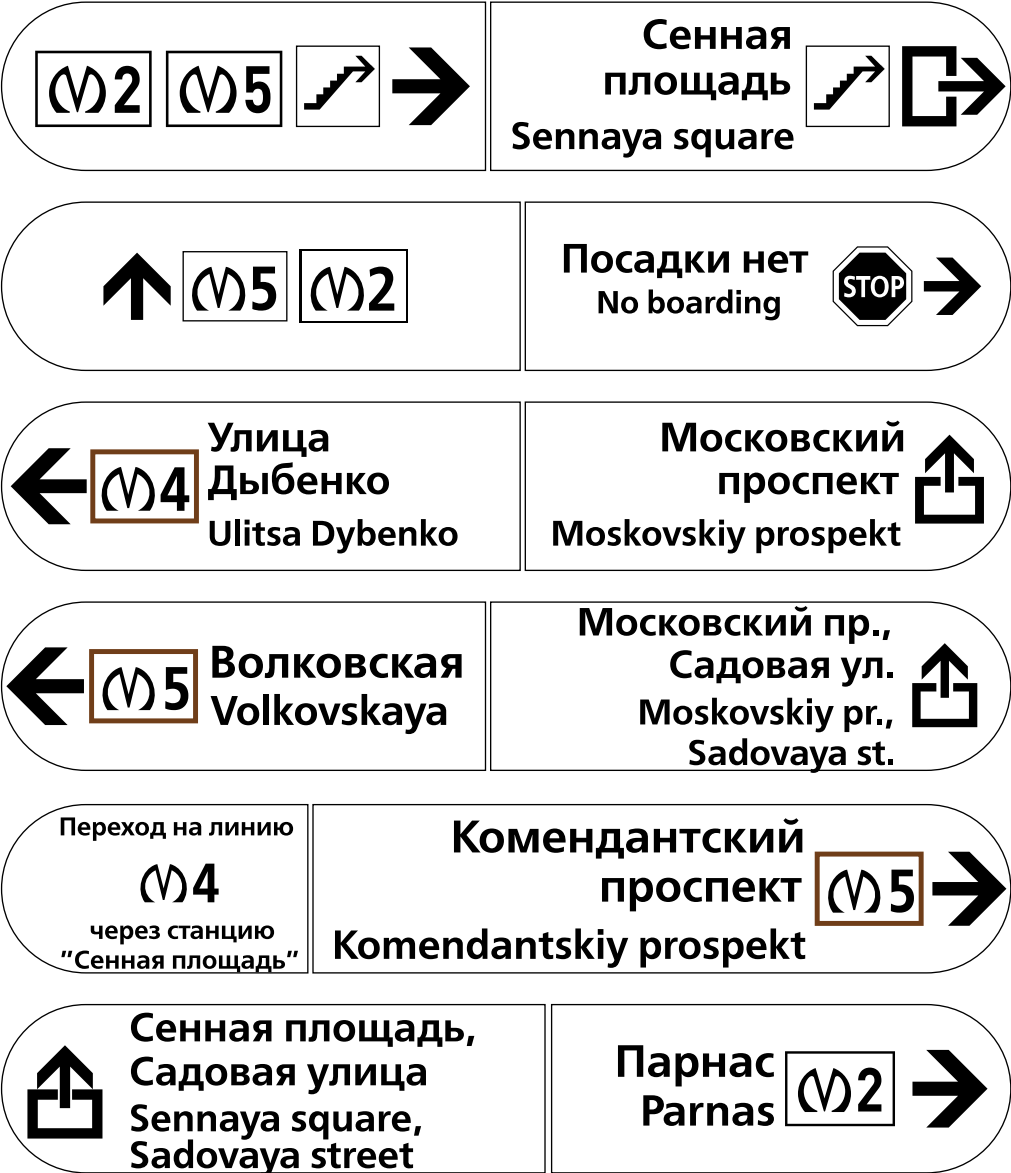 2 5
Сенная
площадь
Sennaya square
5 2
Посадки нет
No boarding
STOP
4
Улица
Дыбенко
Ulitsa Dybenko
Московский
проспект
Moskovskiy prospekt
5
Волковская
Volkovskaya
Московский пр.,
Садовая ул.
Moskovskiy pr.,
Sadovaya st.
Переход на линию
4
через станцию
"Сенная площадь"
Комендантский
проспект
Komendantskiy prospekt
5
Сенная площадь,
Садовая улица
Sennaya square,
Sadovaya street
Парнас
Parnas
2